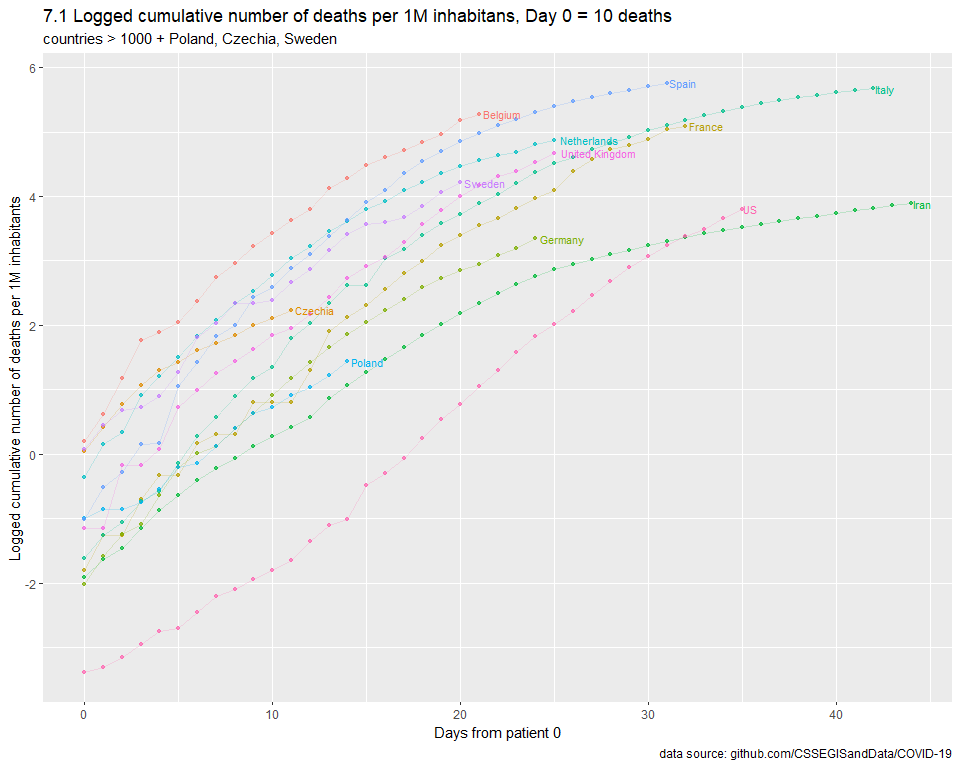 7.1 Logged cumulative number of deaths per 1M inhabitans, Day 0 = 10 deaths
countries > 1000 + Poland, Czechia, Sweden
Logged cumulative number of deaths per 1M inhabitants
6
4
2
0
-2
Spain
Italy
Belgium
France
Netherlands
United Kingdom
Sweden
Iran
US
Germany
Czechia
Poland
0
10
20
30
40
Days from patient 0
data source: github.com/CSSEGISandData/COVID-19